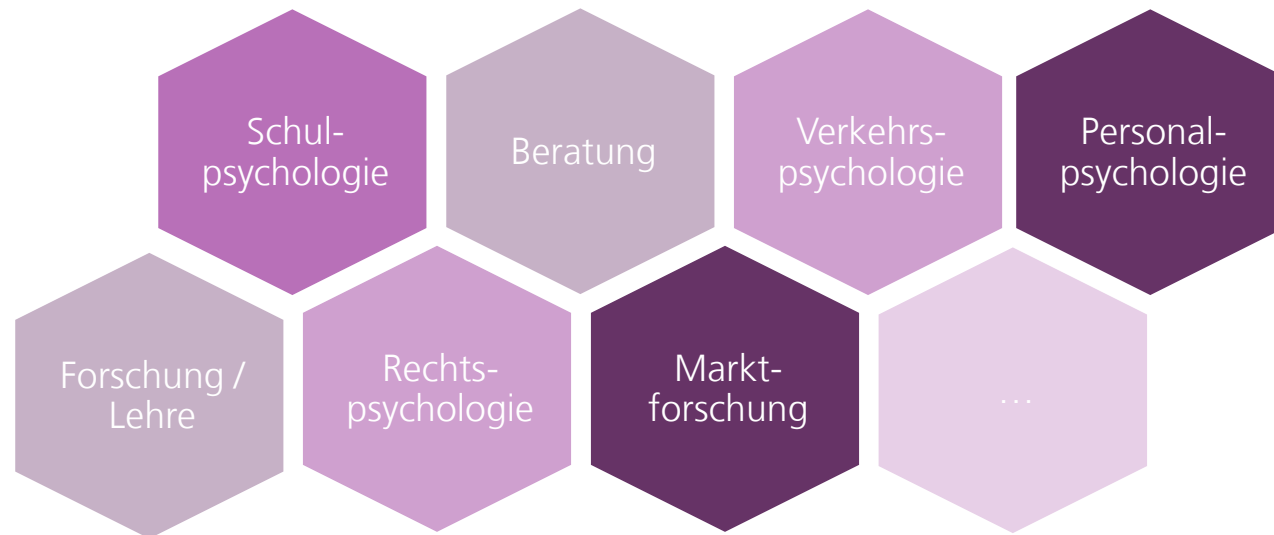 Schul-
psychologie
Beratung
Verkehrs-
psychologie
Personal-
psychologie
Forschung /
Lehre
Rechts-
psychologie
Markt-
forschung
...